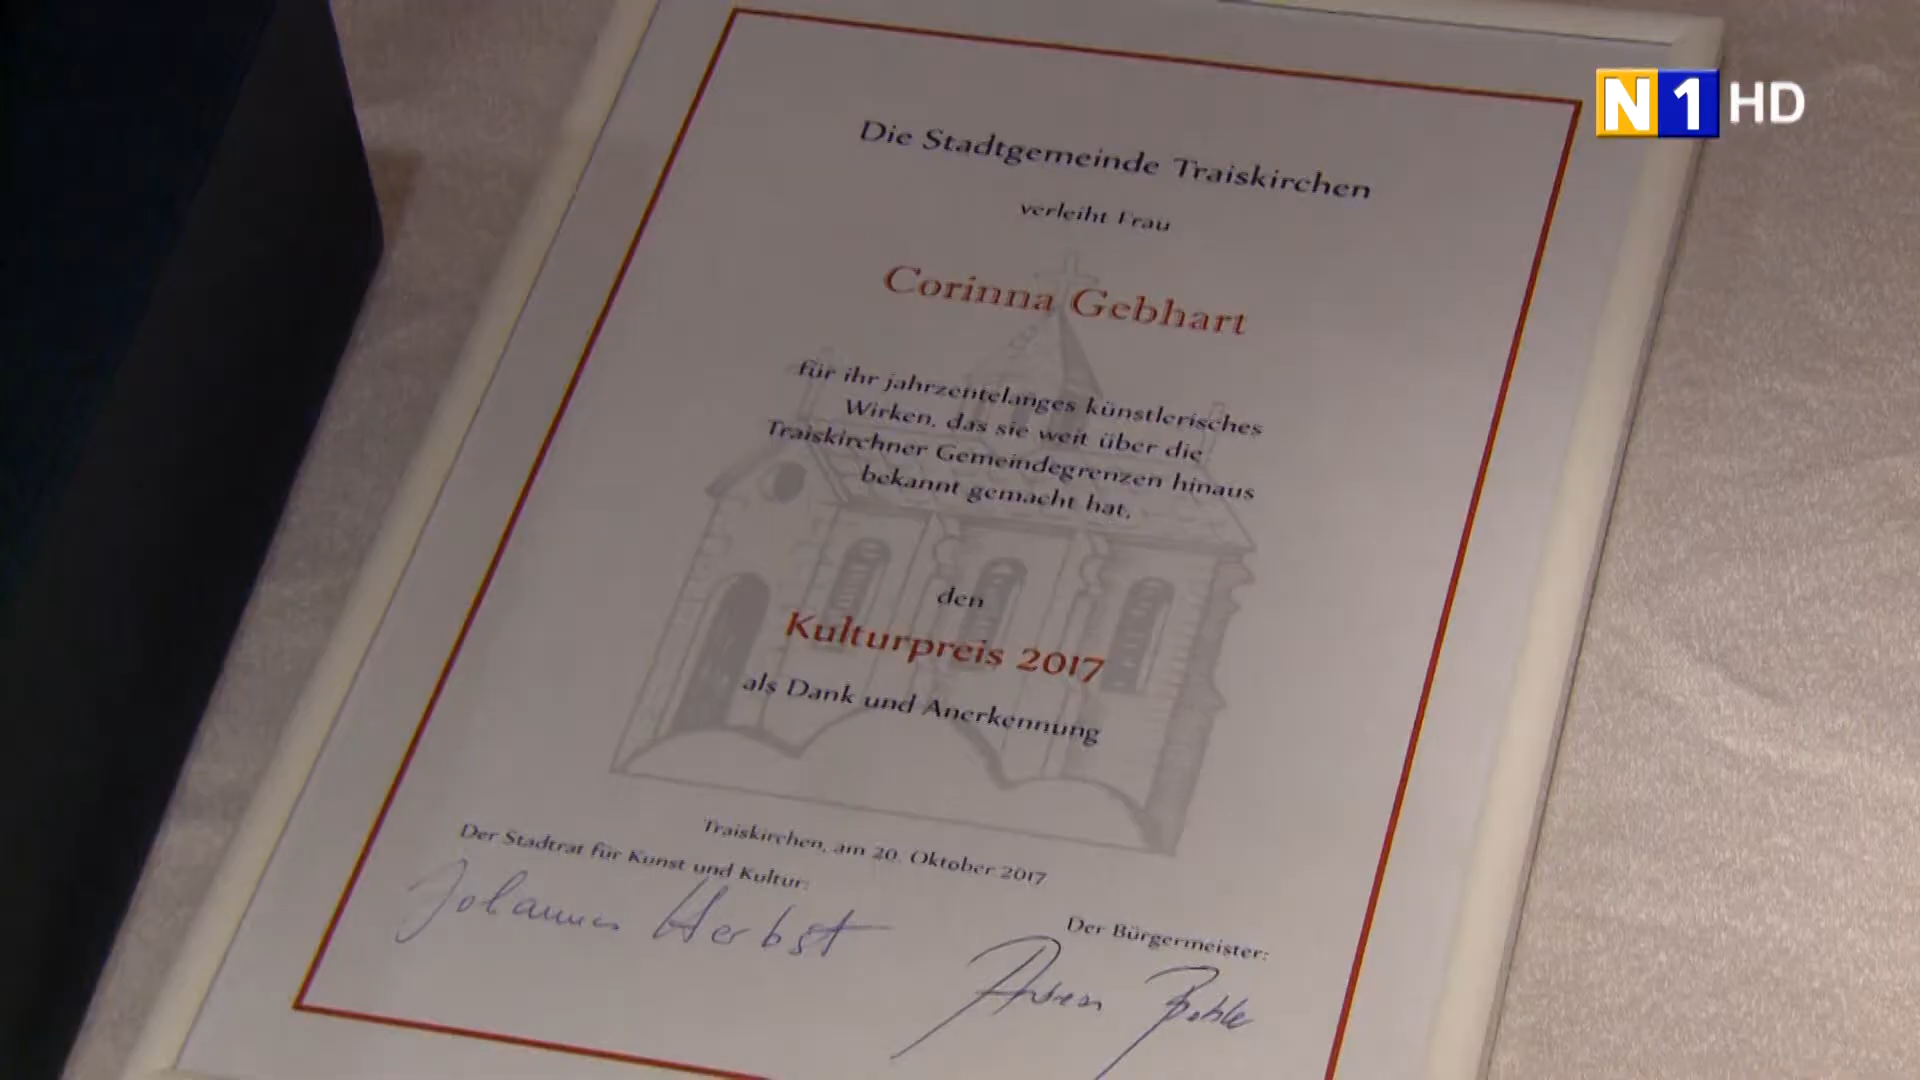 N1 HD
Die Stadtgemeinde Traiskirchen
verleiht Frau
Corinna Gebhart
für ihr jahrzentelanges künstlerisches
Wirken, das sie weit über die
Traiskirchner Gemeindegrenzen hinaus
bekannt gemacht hat,
den
Kulturpreis 2017
als Dank und Anerkennung
Traiskirchen, am 20. Oktober 2017
Der Stadtrat für Kunst und Kultur:
Johannes Herbst
Der Bürgermeister:
Andreas